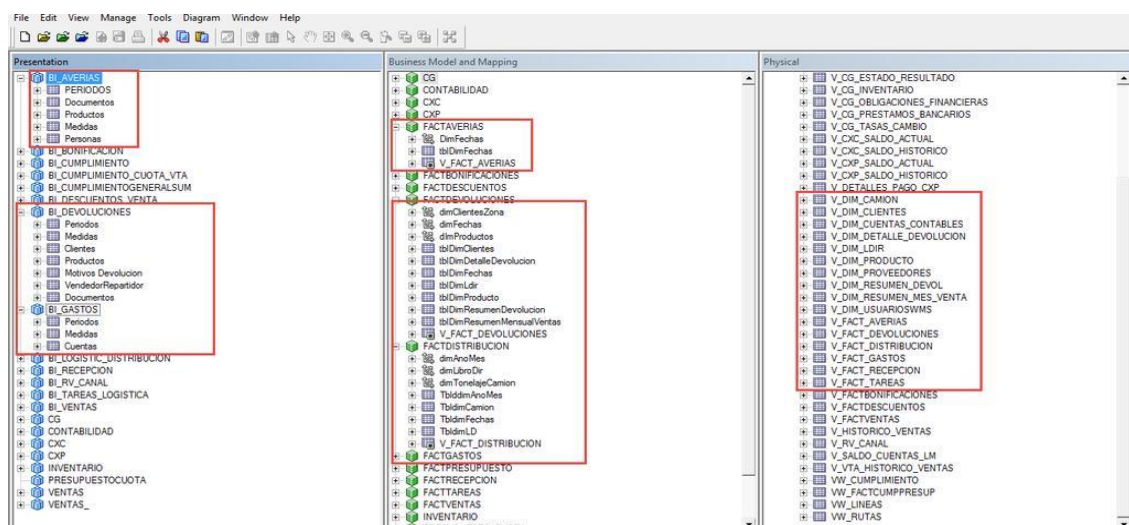 File Edit View Manage Tools Diagram Window Help
Presentation
BI_AVERIAS
PERIODOS
Documentos
Productos
Medidas
Personas
BI_BONIFICACION
BI_CUMPLIMIENTO
BI_CUMPLIMIENTO_CUOTA_VTA
BI_CUMPLIMIENTOGENERALSUM
BI_DESCUENTOS_VENTA
BI_DEVOLUCIONES
Periodos
Medidas
Clientes
Productos
Motivos Devolucion
VendedorRepartidor
Documentos
BI_GASTOS
Periodos
Medidas
Cuentas
BI_LOGISTIC_DISTRIBUCION
BI_RECEPCION
BI_RV_CANAL
BI_TAREAS_LOGISTICA
BI_VENTAS
CG
CONTABILIDAD
CXC
CXP
INVENTARIO
PRESUPUESTOCUOTA
VENTAS
VENTAS_
Business Model and Mapping
CG
CONTABILIDAD
CXC
CXP
FACTAVERIAS
DimFechas
tblDimFechas
V_FACT_AVERIAS
FACTBONIFICACIONES
FACTDESCUENTOS
FACTDEVOLUCIONES
dimClientesZona
dimFechas
dImProductos
tblDimClientes
tblDimDetalleDevolucion
tblDimFechas
tblDimLdir
tblDimProducto
tblDimResumenDevolucion
tblDimResumenMensualVentas
V_FACT_DEVOLUCIONES
FACTDISTRIBUCION
dimAnoMes
dimLibroDir
dimTonelajeCamion
TblddimAnoMes
TbldimCamion
TbldimFechas
TbldimLD
V_FACT_DISTRIBUCION
FACTGASTOS
FACTPRESUPUESTO
FACTRECEPCION
FACTTAREAS
FACTVENTAS
INVENTARIO
Physical
V_CG_ESTADO_RESULTADO
V_CG_INVENTARIO
V_CG_OBLIGACIONES_FINANCIERAS
V_CG_PRESTAMOS_BANCARIOS
V_CG_TASAS_CAMBIO
V_CXC_SALDO_ACTUAL
V_CXC_SALDO_HISTORICO
V_CXP_SALDO_ACTUAL
V_CXP_SALDO_HISTORICO
V_DETALLES_PAGO_CXP
V_DIM_CAMION
V_DIM_CLIENTES
V_DIM_CUENTAS_CONTABLES
V_DIM_DETALLE_DEVOLUCION
V_DIM_LDIR
V_DIM_PRODUCTO
V_DIM_PROVEEDORES
V_DIM_RESUMEN_DEVOL
V_DIM_RESUMEN_MES_VENTA
V_DIM_USUARIOSWMS
V_FACT_AVERIAS
V_FACT_DEVOLUCIONES
V_FACT_DISTRIBUCION
V_FACT_GASTOS
V_FACT_RECEPCION
V_FACT_TAREAS
V_FACTBONIFICACIONES
V_FACTDESCUENTOS
V_FACTVENTAS
V_HISTORICO_VENTAS
V_RV_CANAL
V_SALDO_CUENTAS_LM
V_VTA_HISTORICO_VENTAS
VW_CUMPLIMIENTO
VW_FACTCUMPPRESUP
VW_LINEAS
VW_RUTAS